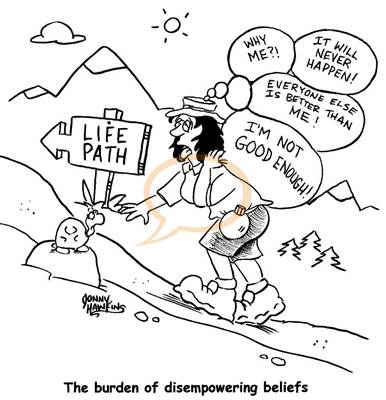 WHY
ME?!
IT WILL
NEVER
HAPPEN!
EVERYONE ELSE
IS BETTER THAN
ME!
I'M NOT
GOOD ENOUGH!!
LIFE
PATH
JONNY
HAWKINS
The burden of disempowering beliefs